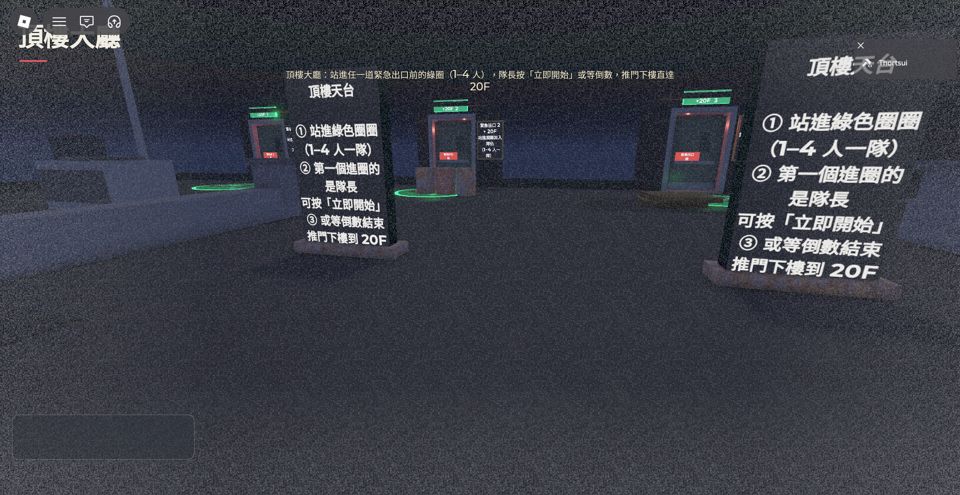 頂樓大廳
頂樓大廳：站進任一道緊急出口前的綠圈（1–4 人），隊長按「立即開始」或等倒數，推門下樓直達
20F
Thortsui
頂樓天台
① 站進綠色圈圈
（1–4 人一隊）
② 第一個進圈的
是隊長
可按「立即開始」
③ 或等倒數結束
推門下樓到 20F
緊急出口 2
頂樓天台
① 站進綠色圈圈
（1–4 人一隊）
② 第一個進圈的
是隊長
可按「立即開始」
③ 或等倒數結束
推門下樓到 20F